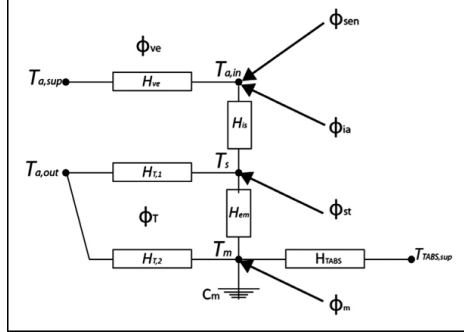 ϕsen
ϕve
Ta,sup
Hve
Ta,in
ϕia
His
Ta,out
HT,1
Ts
ϕst
ϕT
Hem
HT,2
Tm
HTABS
TTABS,sup
Cm
ϕm